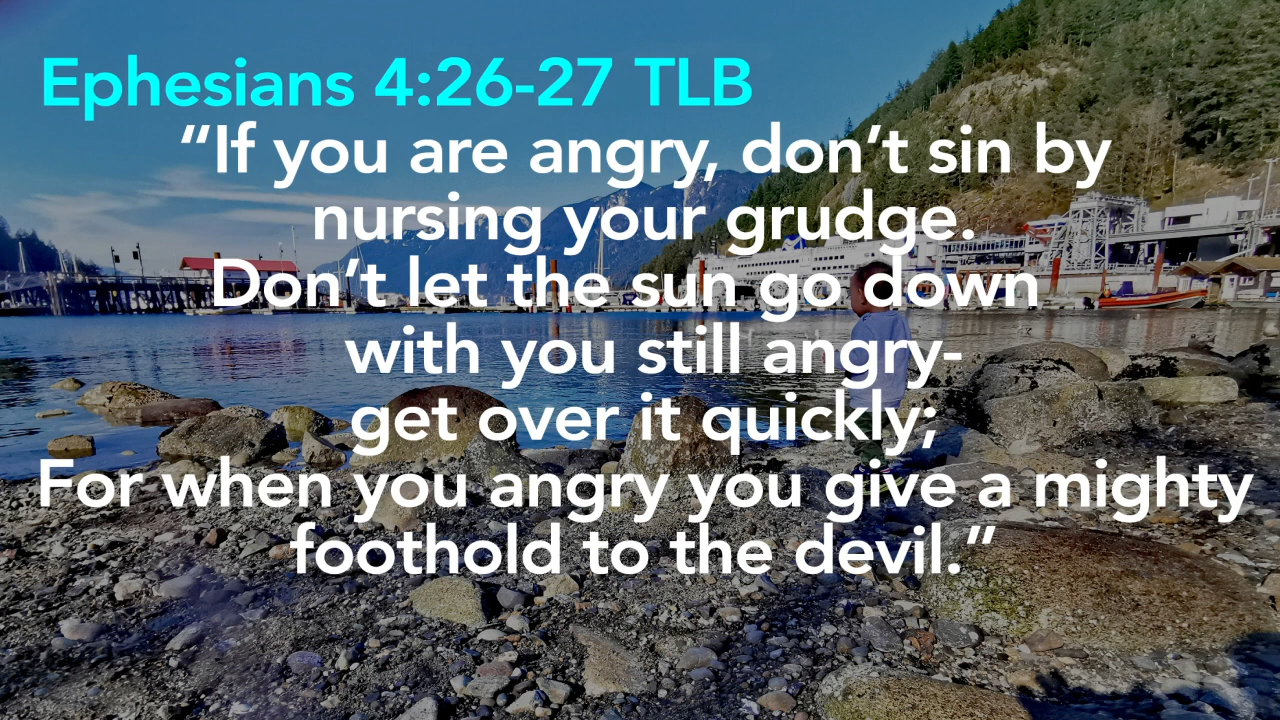 Ephesians 4:26-27 TLB
“If you are angry, don’t sin by
nursing your grudge.
Don’t let the sun go down
with you still angry-
get over it quickly;
For when you angry you give a mighty
foothold to the devil.”